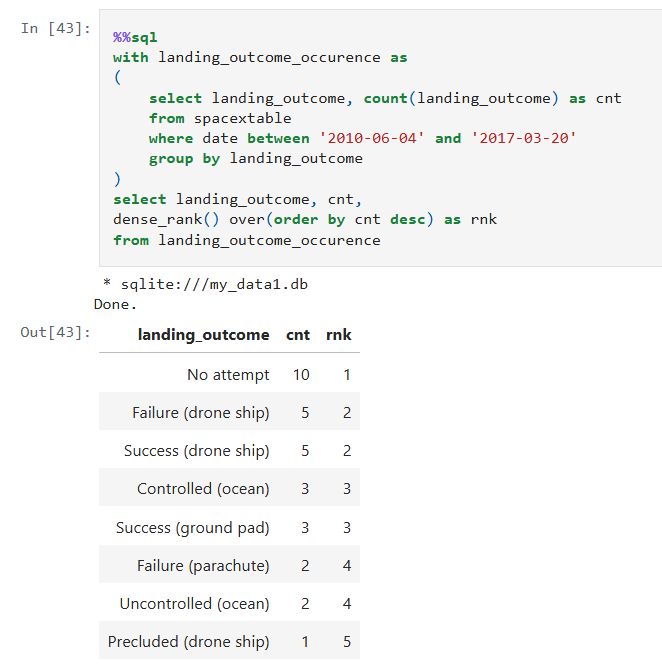 In [43]:
%%sql
with landing_outcome_occurence as
(
    select landing_outcome, count(landing_outcome) as cnt
    from spacextable
    where date between '2010-06-04' and '2017-03-20'
    group by landing_outcome
)
select landing_outcome, cnt,
dense_rank() over(order by cnt desc) as rnk
from landing_outcome_occurence
* sqlite:///my_data1.db
Done.
Out[43]:
landing_outcome cnt rnk
No attempt 10 1
Failure (drone ship) 5 2
Success (drone ship) 5 2
Controlled (ocean) 3 3
Success (ground pad) 3 3
Failure (parachute) 2 4
Uncontrolled (ocean) 2 4
Precluded (drone ship) 1 5